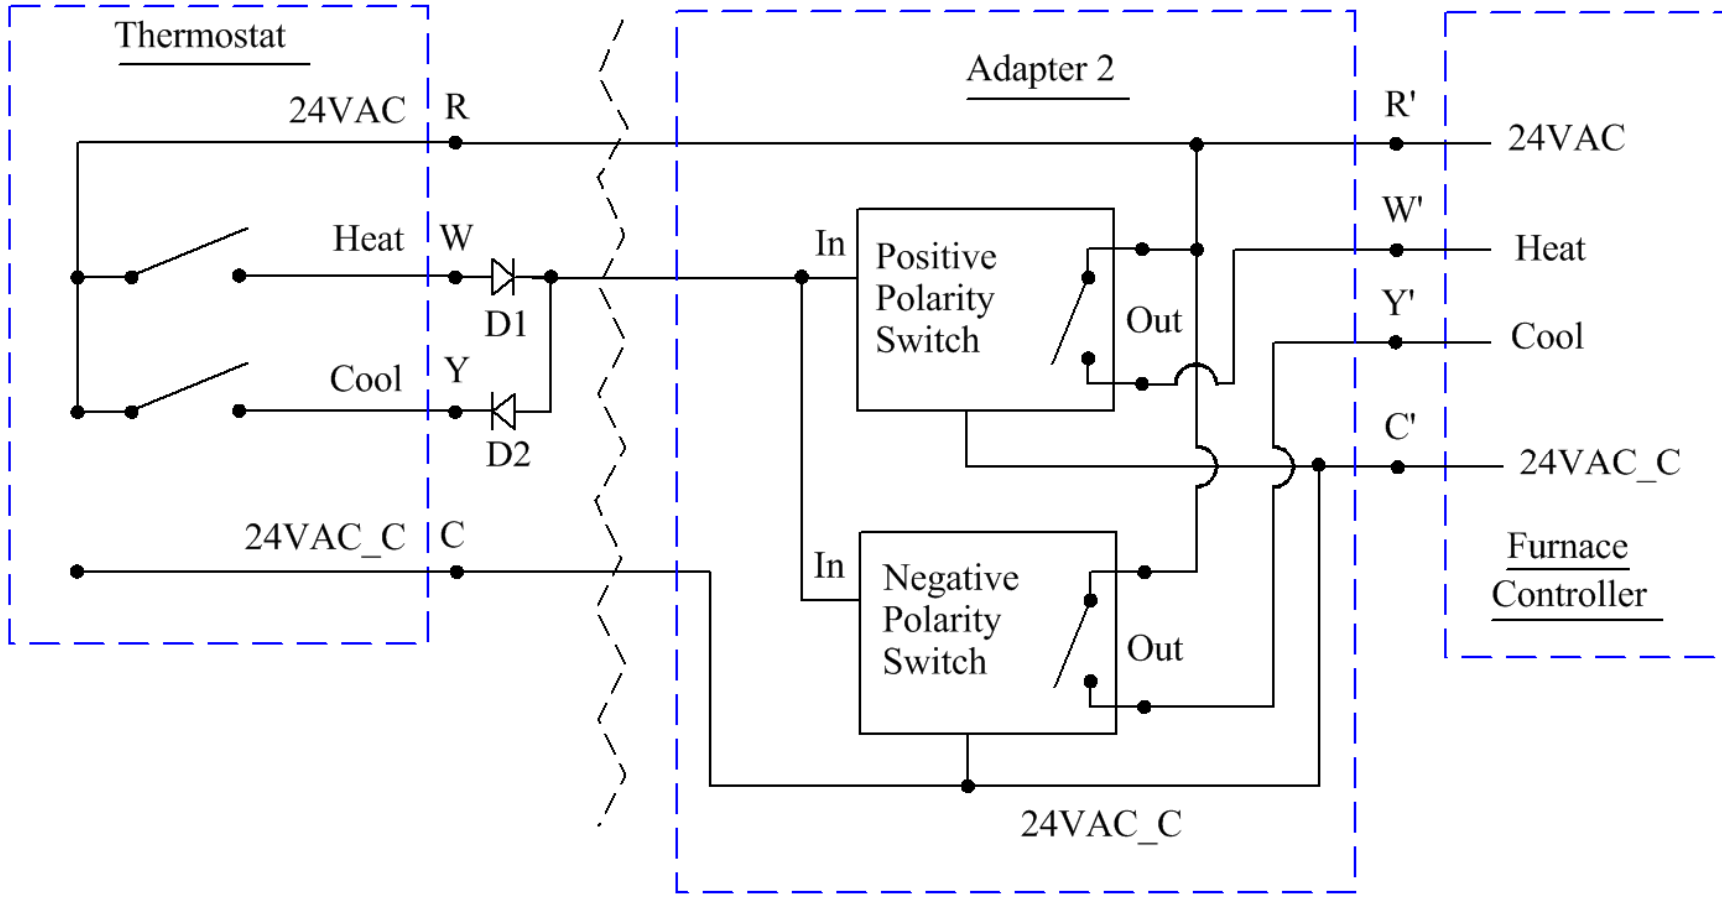 Thermostat
Adapter 2
24VAC
R
R'
24VAC
Heat
W
D1
In
Positive
Polarity
Switch
Out
W'
Heat
Y'
Cool
Cool
Y
D2
C'
24VAC_C
24VAC_C
C
In
Negative
Polarity
Switch
Out
Furnace
Controller
24VAC_C